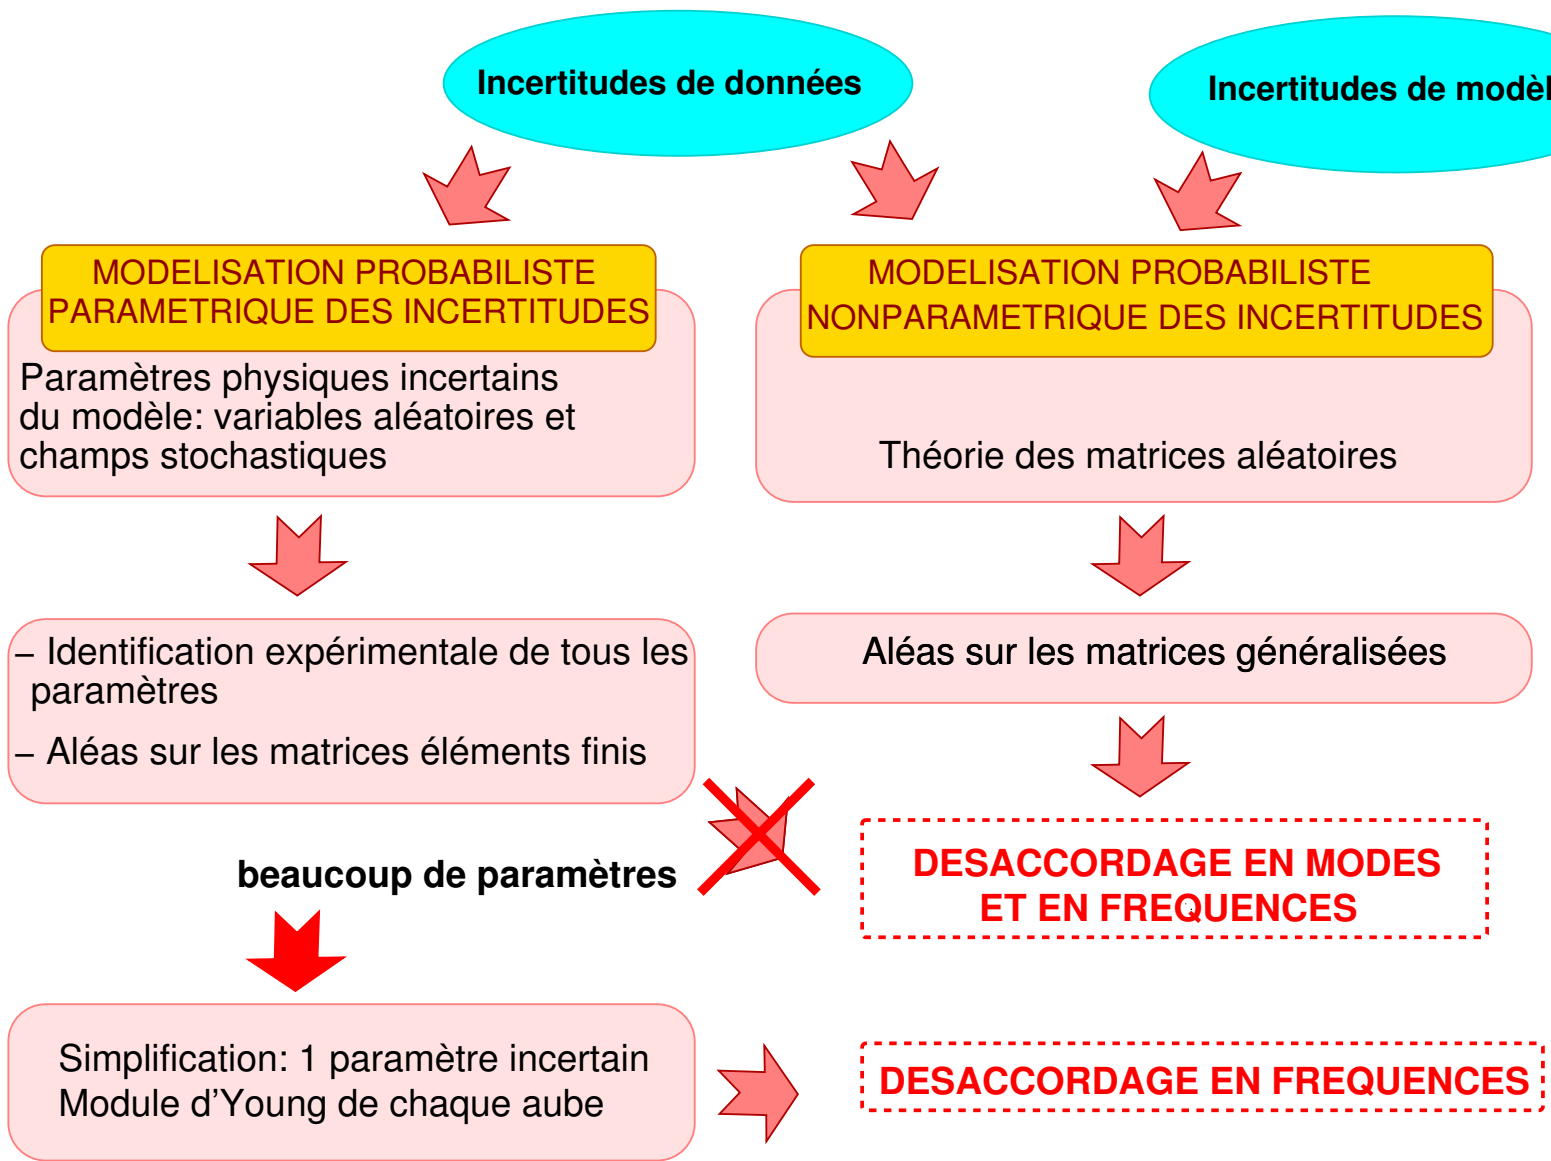 Incertitudes de données
Incertitudes de modèl
MODELISATION PROBABILISTE
PARAMETRIQUE DES INCERTITUDES
Paramètres physiques incertains
du modèle: variables aléatoires et
champs stochastiques
MODELISATION PROBABILISTE
NONPARAMETRIQUE DES INCERTITUDES
Théorie des matrices aléatoires
– Identification expérimentale de tous les
paramètres
– Aléas sur les matrices éléments finis
Aléas sur les matrices généralisées
beaucoup de paramètres
DESACCORDAGE EN MODES
ET EN FREQUENCES
Simplification: 1 paramètre incertain
Module d'Young de chaque aube
DESACCORDAGE EN FREQUENCES